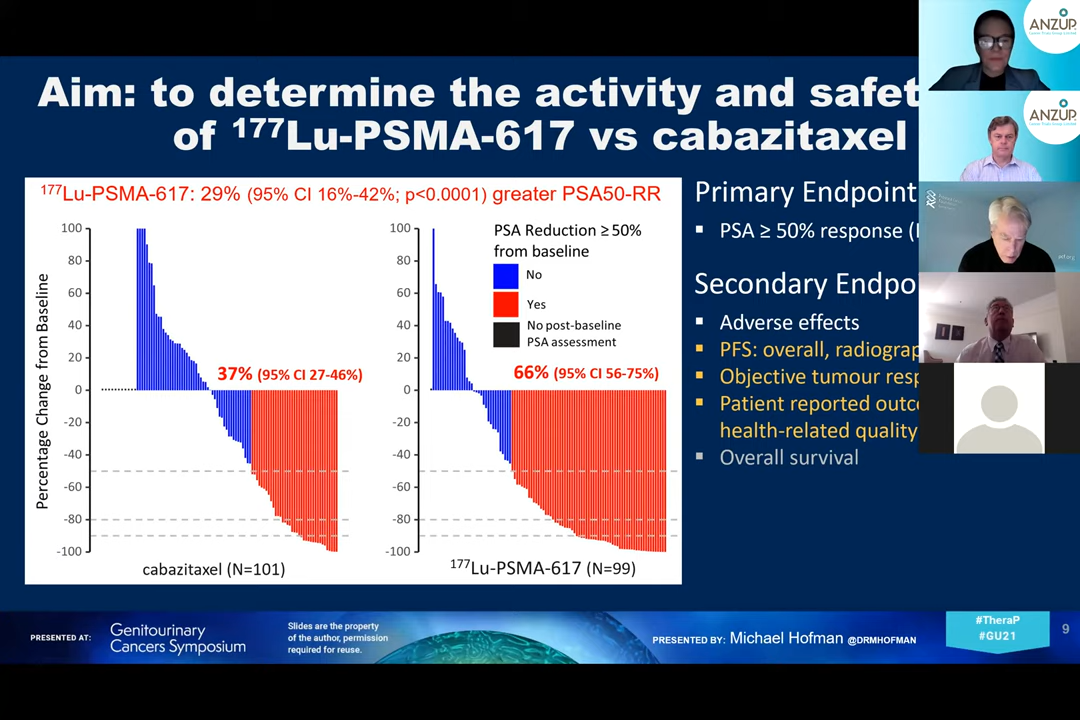 Aim: to determine the activity and safet
of ¹⁷⁷Lu-PSMA-617 vs cabazitaxel
¹⁷⁷Lu-PSMA-617: 29% (95% CI 16%-42%; p<0.0001) greater PSA50-RR
Percentage Change from Baseline
100
80
60
40
20
0
-20
-40
-60
-80
-100
37% (95% CI 27-46%)
cabazitaxel (N=101)
100
80
60
40
20
0
-20
-40
-60
-80
-100
PSA Reduction ≥ 50%
from baseline
No
Yes
No post-baseline
PSA assessment
66% (95% CI 56-75%)
¹⁷⁷Lu-PSMA-617 (N=99)
Primary Endpoint
▪ PSA ≥ 50% response (
Secondary Endpo
▪ Adverse effects
▪ PFS: overall, radiograp
▪ Objective tumour resp
▪ Patient reported outco
health-related quality
▪ Overall survival
ANZUP
ANZUP
PRESENTED AT:
Genitourinary
Cancers Symposium
Slides are the property
of the author, permission
required for reuse.
PRESENTED BY: Michael Hofman @DRMHOFMAN
#TheraP
#GU21
9